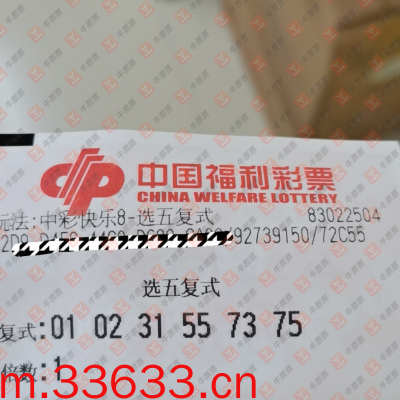 中国福利彩票
CHINA WELFARE LOTTERY
玩法:中彩快乐8-选五复式 83022504
92739150/72C55
选五复式
复式:01 02 31 55 73 75
倍数:1
m.33633.cn